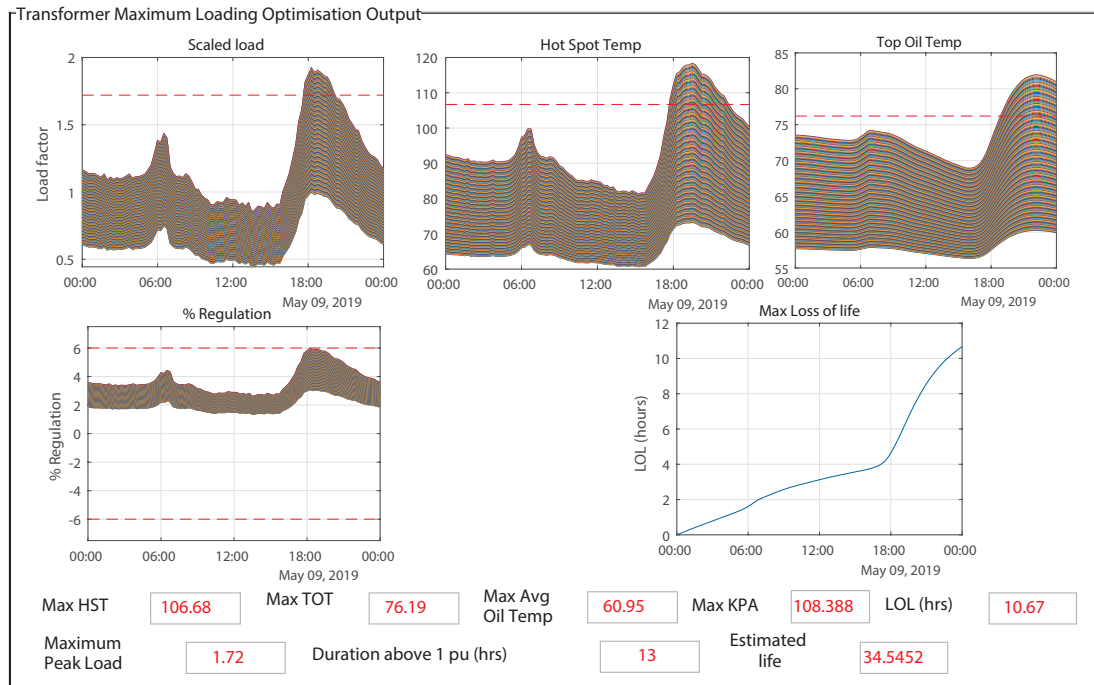 Transformer Maximum Loading Optimisation Output
Scaled load
Hot Spot Temp
Top Oil Temp
2
1.5
1
0.5
Load factor
00:00 06:00 12:00 18:00 00:00
May 09, 2019
120
110
100
90
80
70
60
00:00 06:00 12:00 18:00 00:00
May 09, 2019
85
80
75
70
65
60
55
00:00 06:00 12:00 18:00 00:00
May 09, 2019
% Regulation
6
4
2
0
-2
-4
-6
% Regulation
00:00 06:00 12:00 18:00 00:00
May 09, 2019
Max Loss of life
12
10
8
6
4
2
0
LOL (hours)
00:00 06:00 12:00 18:00 00:00
May 09, 2019
Max HST 106.68 Max TOT 76.19 Max Avg
Oil Temp 60.95 Max KPA 108.388 LOL (hrs) 10.67
Maximum
Peak Load 1.72 Duration above 1 pu (hrs) 13 Estimated
life 34.5452